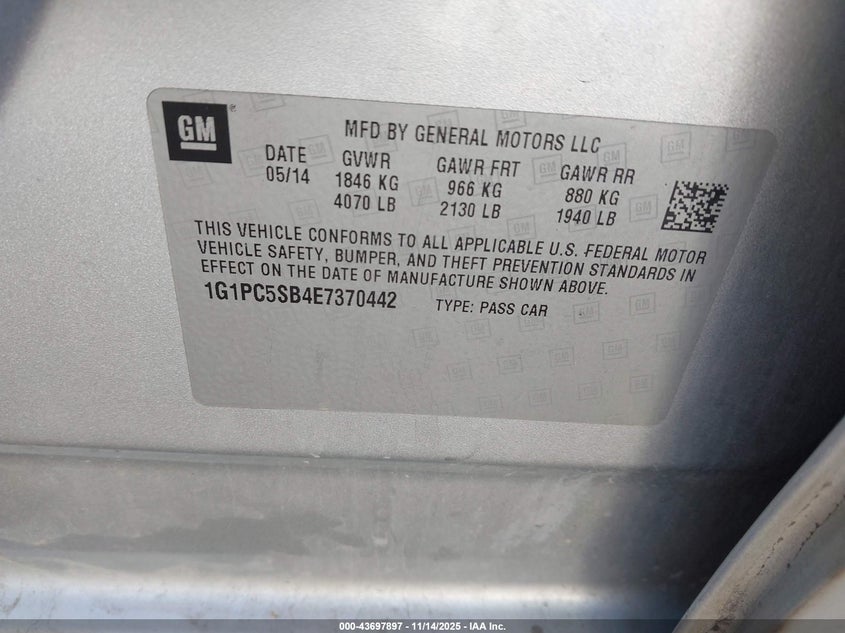 GM
MFD BY GENERAL MOTORS LLC
DATE GVWR GAWR FRT GAWR RR
05/14 1846 KG 966 KG 880 KG
4070 LB 2130 LB 1940 LB
THIS VEHICLE CONFORMS TO ALL APPLICABLE U.S. FEDERAL MOTOR
VEHICLE SAFETY, BUMPER, AND THEFT PREVENTION STANDARDS IN
EFFECT ON THE DATE OF MANUFACTURE SHOWN ABOVE.
1G1PC5SB4E7370442 TYPE: PASS CAR
000-43697897 - 11/14/2025 - IAA Inc.